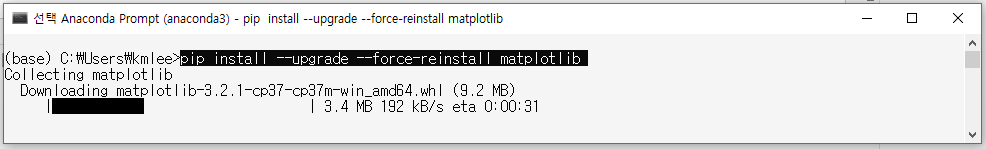 선택 Anaconda Prompt (anaconda3) - pip  install --upgrade --force-reinstall matplotlib
(base) C:₩Users₩kmlee>pip install --upgrade --force-reinstall matplotlib
Collecting matplotlib
  Downloading matplotlib-3.2.1-cp37-cp37m-win_amd64.whl (9.2 MB)
     |                                | 3.4 MB 192 kB/s eta 0:00:31